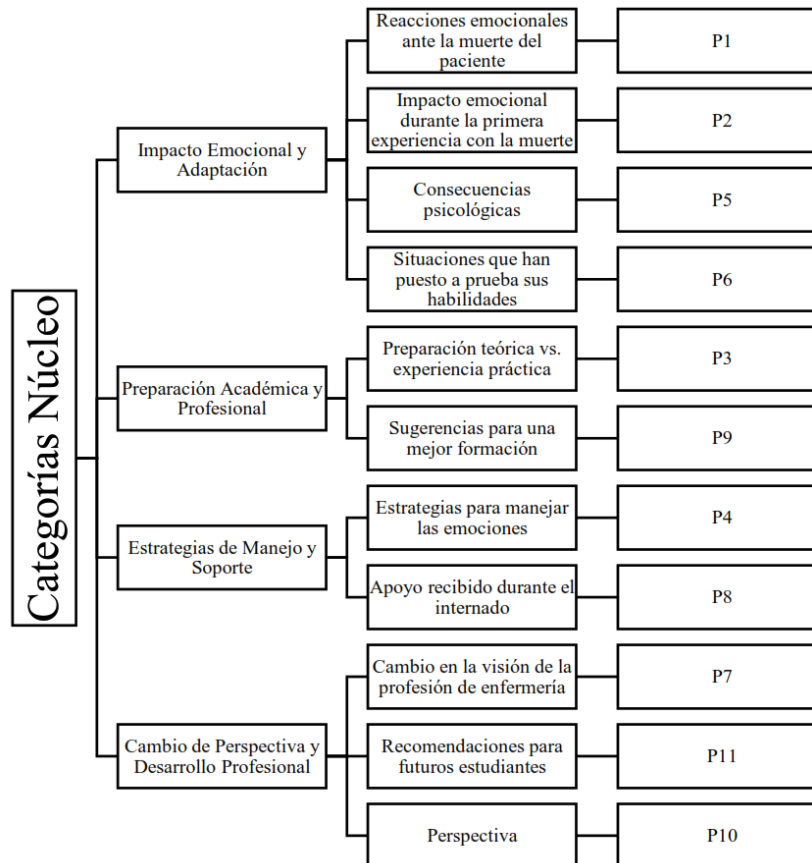 Categorías Núcleo
Impacto Emocional y
Adaptación
Reacciones emocionales
ante la muerte del
paciente
P1
Impacto emocional
durante la primera
experiencia con la muerte
P2
Consecuencias
psicológicas
P5
Situaciones que han
puesto a prueba sus
habilidades
P6
Preparación Académica y
Profesional
Preparación teórica vs.
experiencia práctica
P3
Sugerencias para una
mejor formación
P9
Estrategias de Manejo y
Soporte
Estrategias para manejar
las emociones
P4
Apoyo recibido durante el
internado
P8
Cambio de Perspectiva y
Desarrollo Profesional
Cambio en la visión de la
profesión de enfermería
P7
Recomendaciones para
futuros estudiantes
P11
Perspectiva
P10